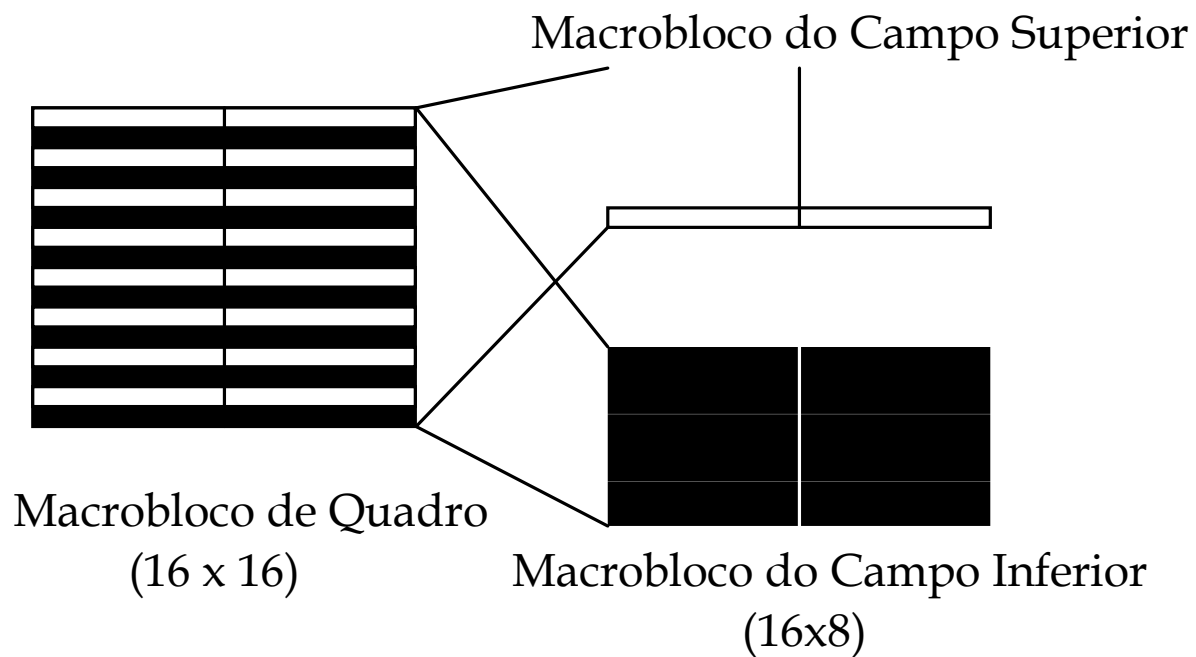 Macrobloco do Campo Superior
Macrobloco de Quadro
(16 x 16)
Macrobloco do Campo Inferior
(16x8)